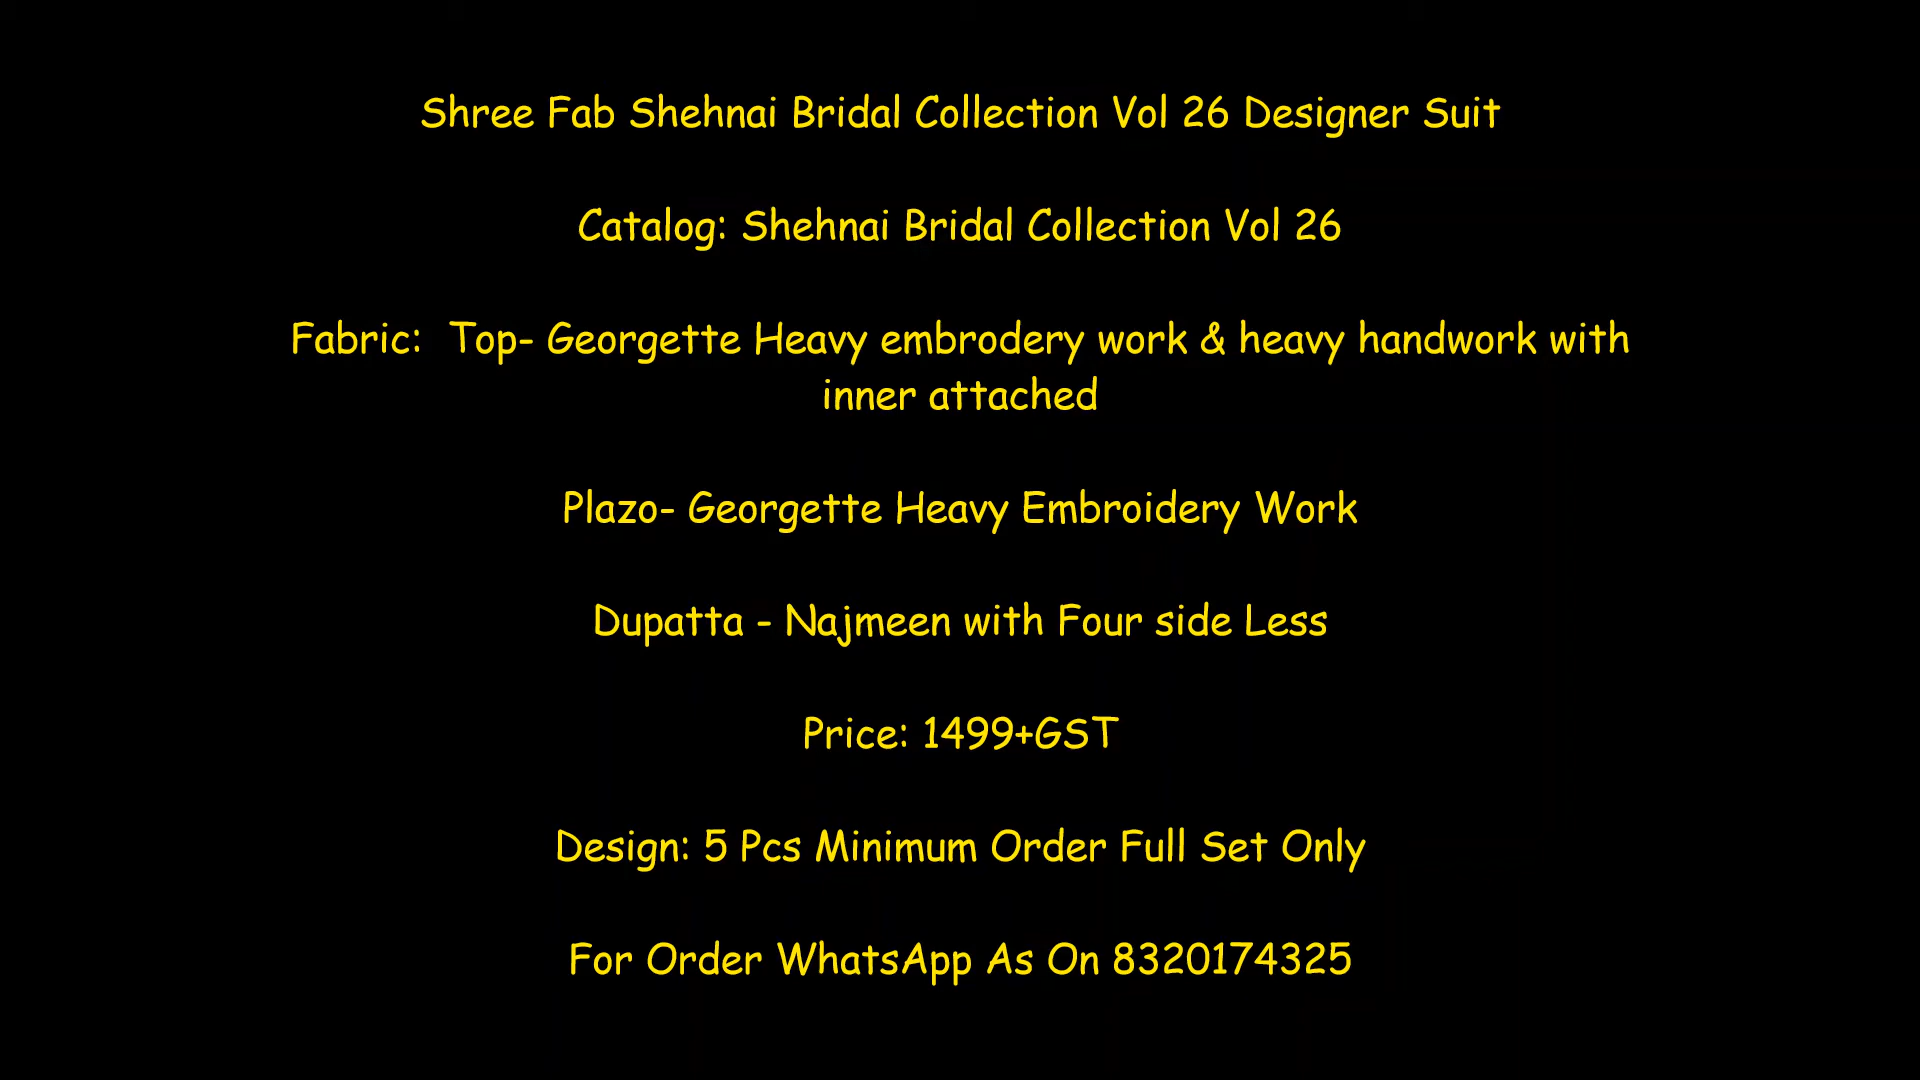 Shree Fab Shehnai Bridal Collection Vol 26 Designer Suit
Catalog: Shehnai Bridal Collection Vol 26
Fabric:  Top- Georgette Heavy embrodery work & heavy handwork with
inner attached
Plazo- Georgette Heavy Embroidery Work
Dupatta - Najmeen with Four side Less
Price: 1499+GST
Design: 5 Pcs Minimum Order Full Set Only
For Order WhatsApp As On 8320174325